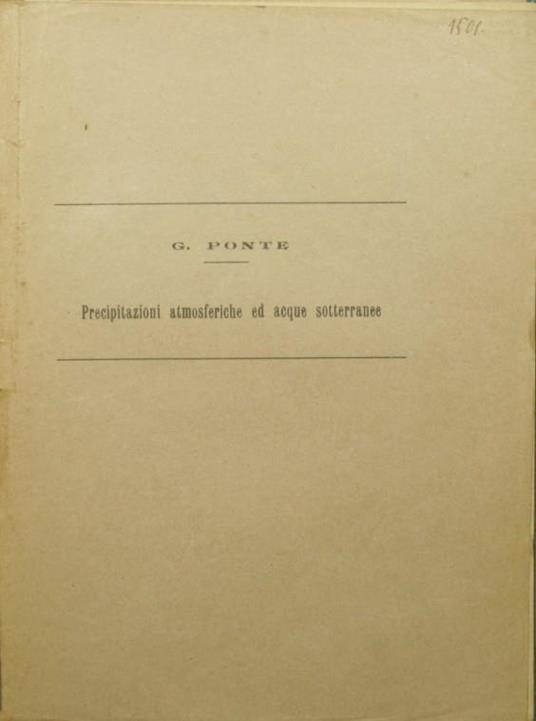 1501.
G. PONTE
Precipitazioni atmosferiche ed acque sotterranee